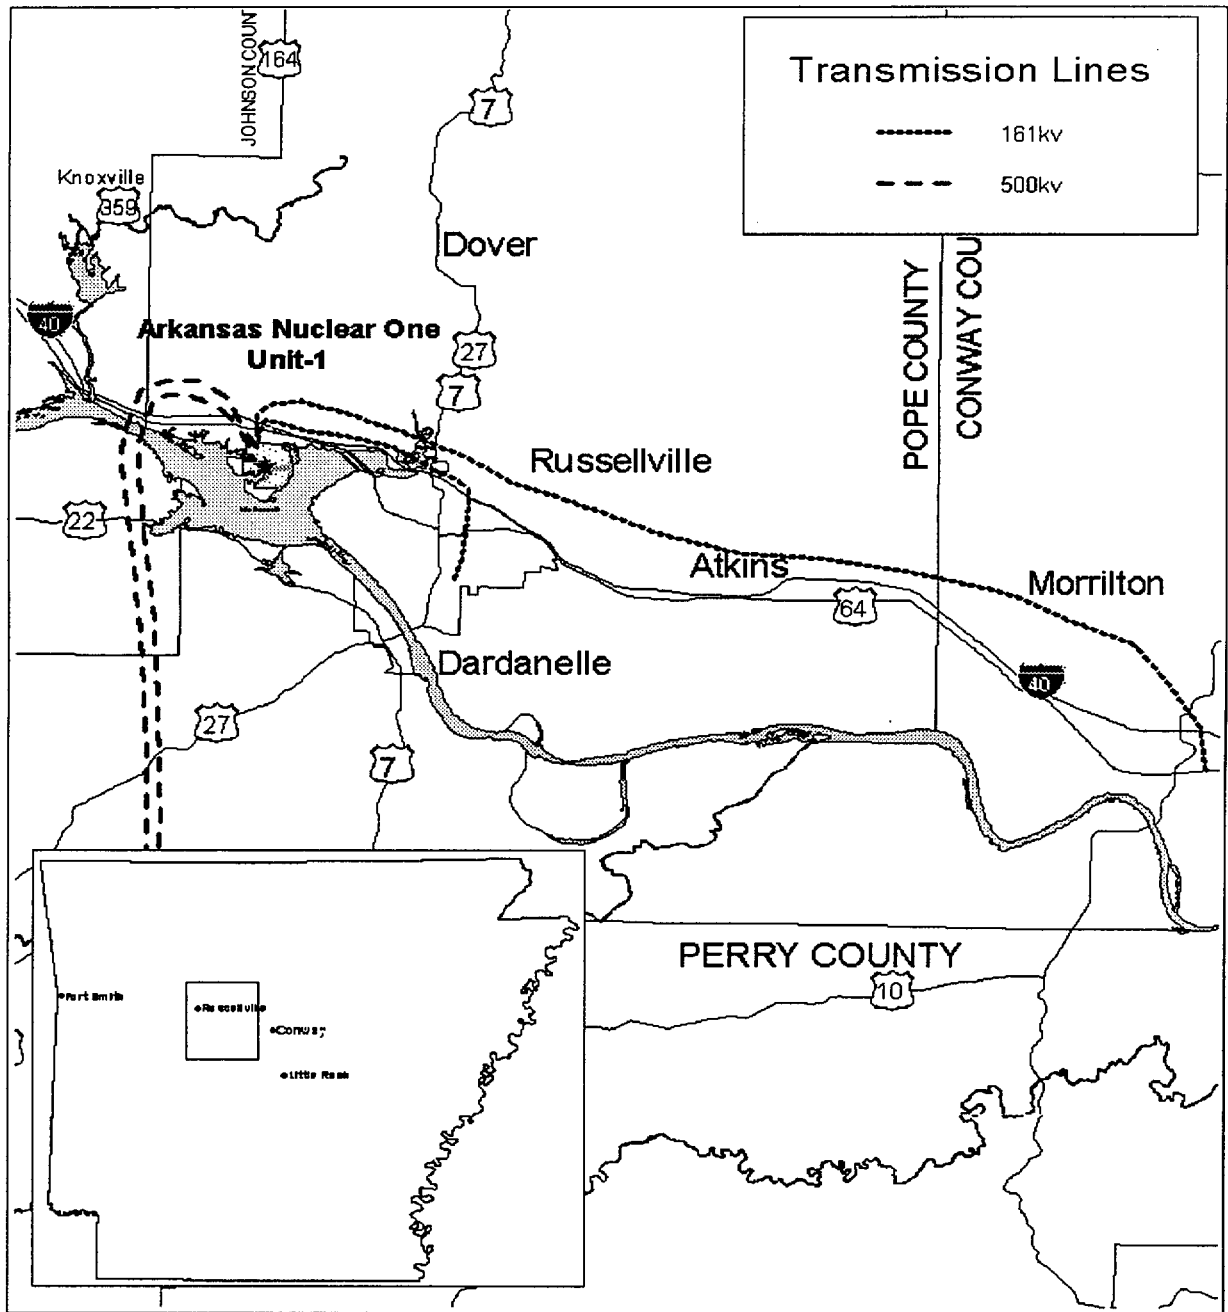 JOHNSON COUN
164
7
Transmission Lines
161kv
500kv
Knoxville
359
Dover
40
Arkansas Nuclear One
Unit-1
27
7
POPE COUNTY
CONWAY COU
Russellville
22
Atkins
Morrilton
64
Dardanelle
40
27
7
PERRY COUNTY
10
Fort Smith
Russellville
Conway
Little Rock